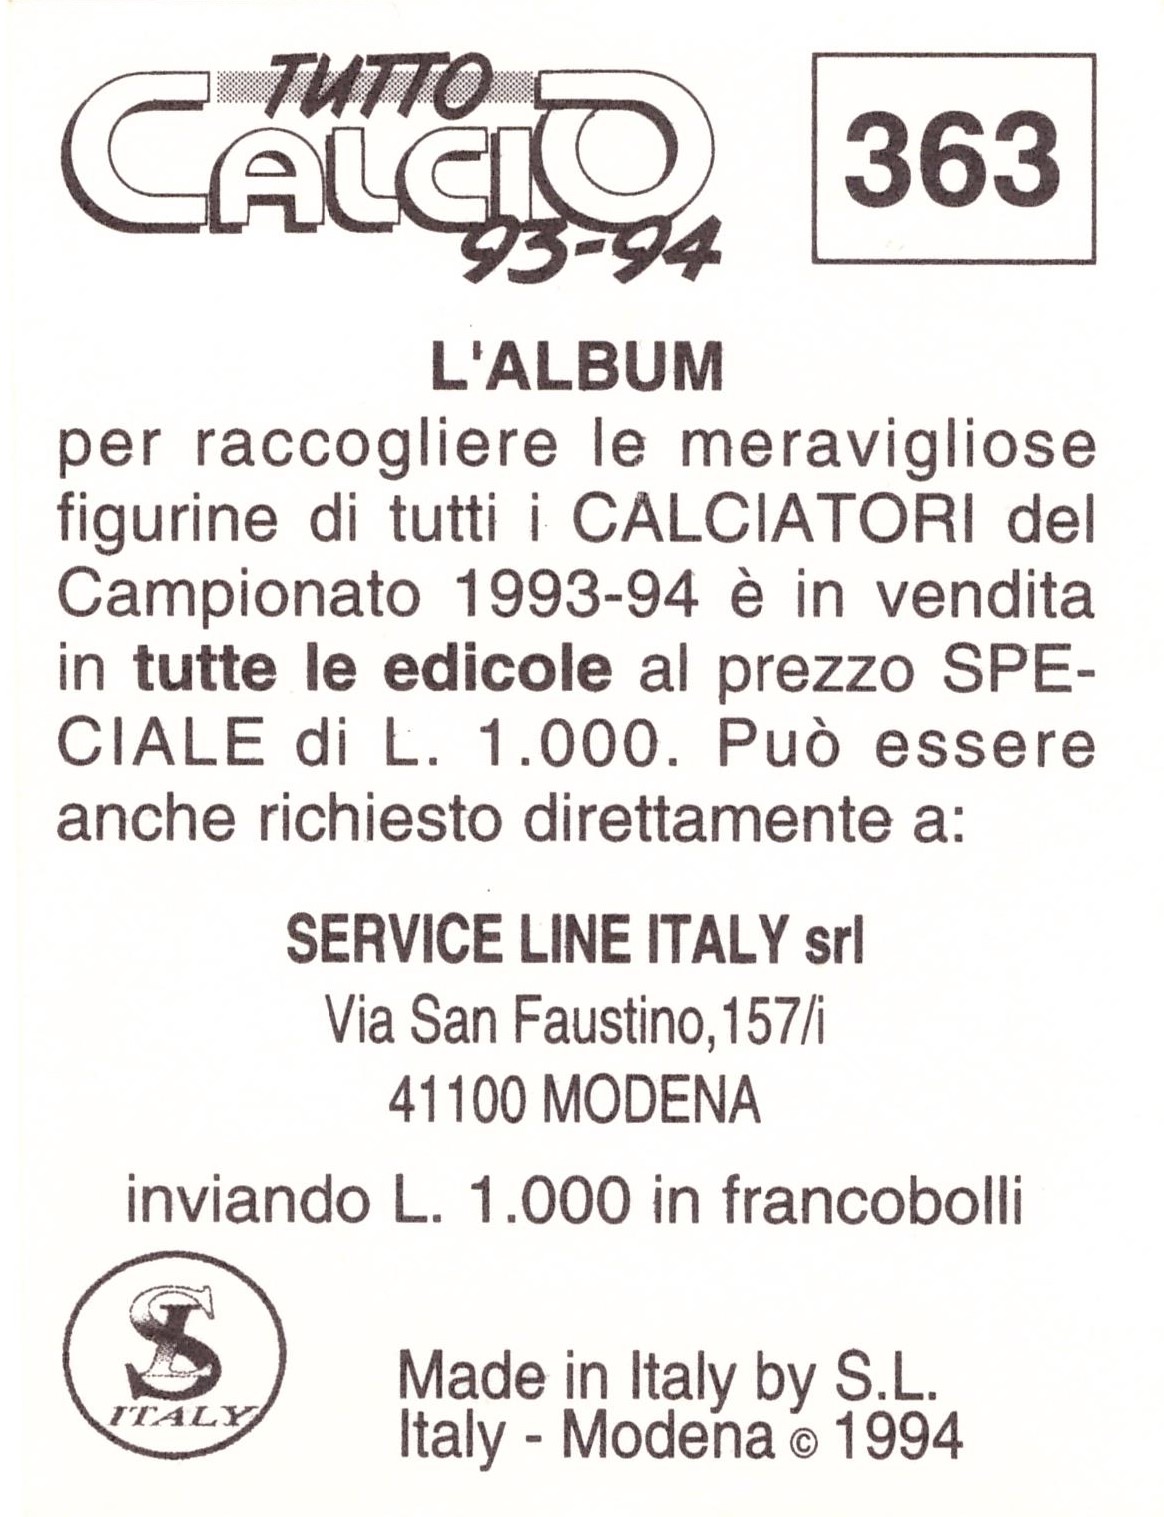 TUTTO
CALCIO
93-94
363
L'ALBUM
per raccogliere le meravigliose
figurine di tutti i CALCIATORI del
Campionato 1993-94 è in vendita
in tutte le edicole al prezzo SPE-
CIALE di L. 1.000. Può essere
anche richiesto direttamente a:
SERVICE LINE ITALY srl
Via San Faustino,157/i
41100 MODENA
inviando L. 1.000 in francobolli
SL
ITALY
Made in Italy by S.L.
Italy - Modena © 1994